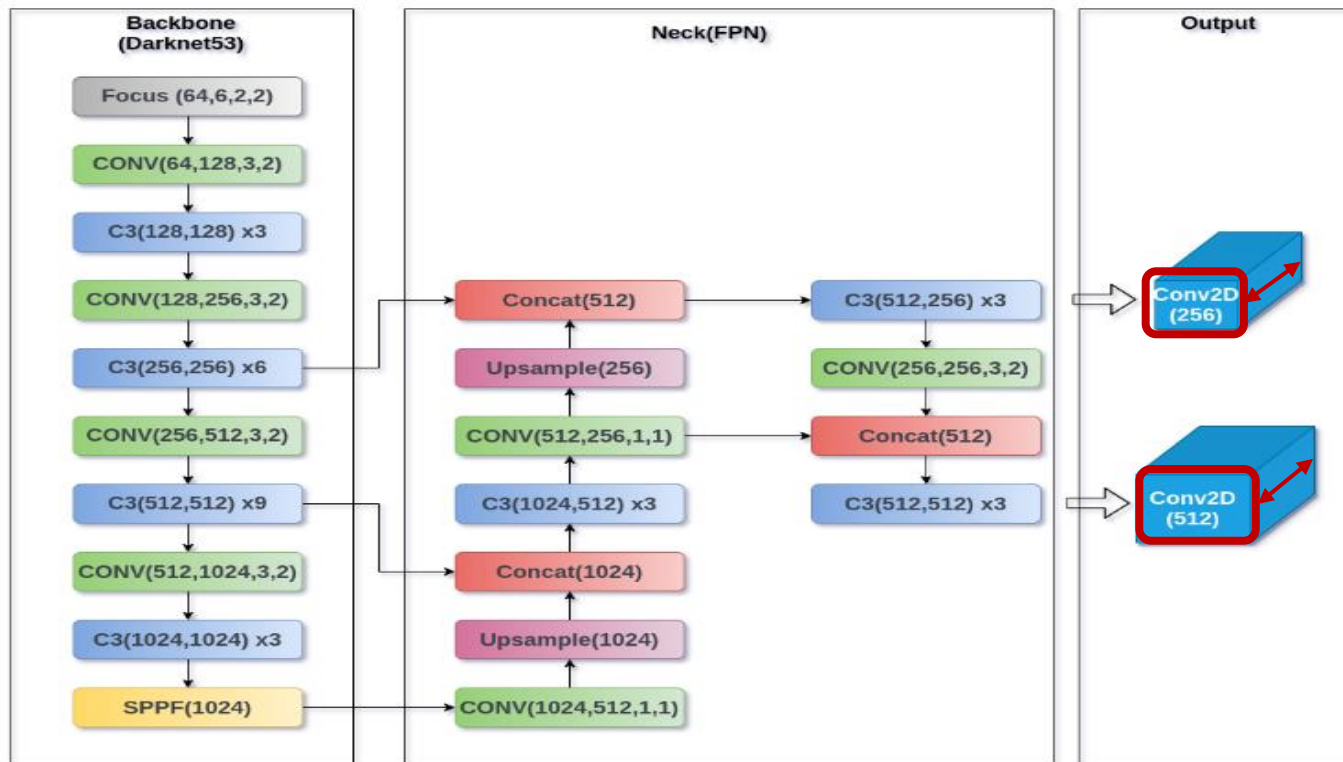 Backbone
(Darknet53)
Focus (64,6,2,2)
CONV(64,128,3,2)
C3(128,128) x3
CONV(128,256,3,2)
C3(256,256) x6
CONV(256,512,3,2)
C3(512,512) x9
CONV(512,1024,3,2)
C3(1024,1024) x3
SPPF(1024)
Neck(FPN)
Concat(512)
Upsample(256)
CONV(512,256,1,1)
C3(1024,512) x3
Concat(1024)
Upsample(1024)
CONV(1024,512,1,1)
C3(512,256) x3
CONV(256,256,3,2)
Concat(512)
C3(512,512) x3
Output
Conv2D
(256)
Conv2D
(512)